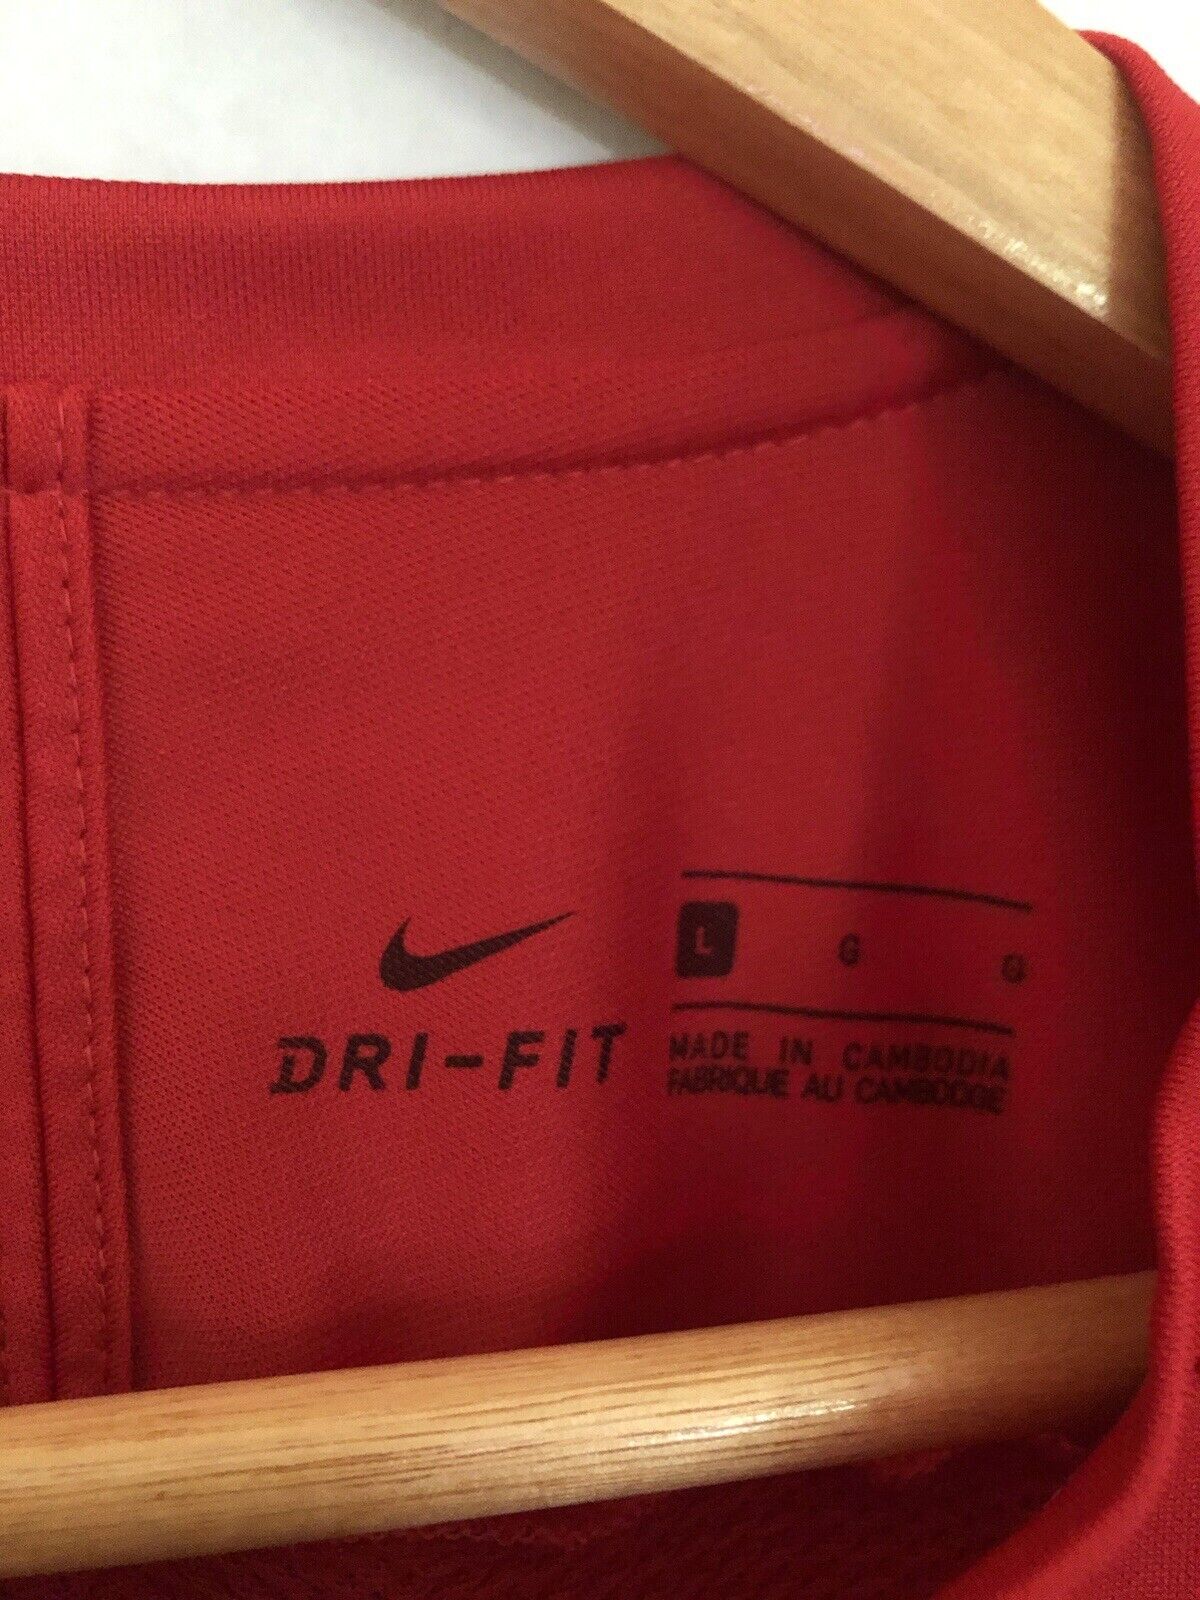 DRI-FIT
L G G
MADE IN CAMBODIA
FABRIQUE AU CAMBODGE